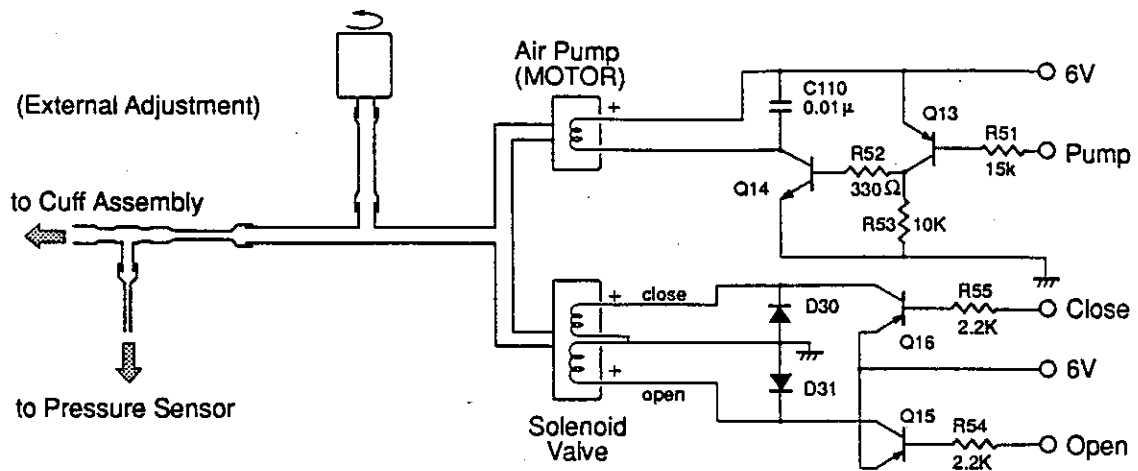 Air Pump
(MOTOR)
+
C110
0.01μ
6V
(External Adjustment)
Q13
R51
15k
Pump
R52
330Ω
Q14
R53
10K
to Cuff Assembly
+
close
D30
R55
2.2K
Close
Q16
6V
+
open
D31
to Pressure Sensor
Solenoid
Valve
Q15
R54
2.2K
Open